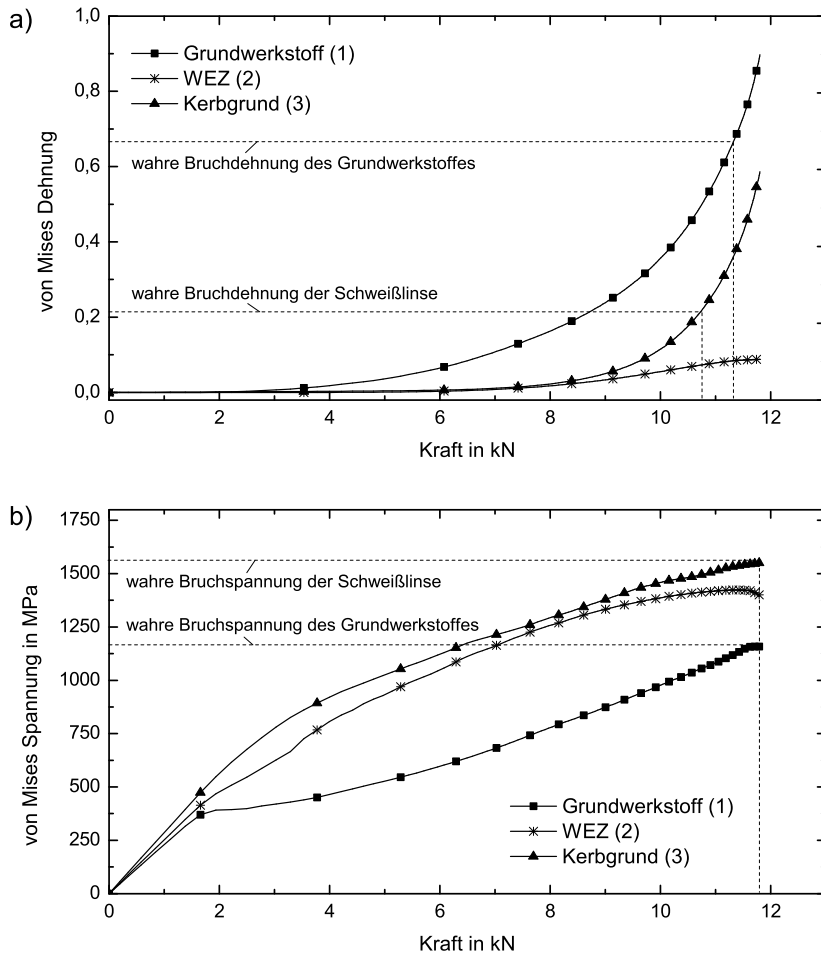 a)
1,0
0,8
0,6
0,4
0,2
0,0
von Mises Dehnung
Grundwerkstoff (1)
WEZ (2)
Kerbgrund (3)
wahre Bruchdehnung des Grundwerkstoffes
wahre Bruchdehnung der Schweißlinse
0 2 4 6 8 10 12
Kraft in kN
b)
1750
1500
1250
1000
750
500
250
0
von Mises Spannung in MPa
wahre Bruchspannung der Schweißlinse
wahre Bruchspannung des Grundwerkstoffes
Grundwerkstoff (1)
WEZ (2)
Kerbgrund (3)
0 2 4 6 8 10 12
Kraft in kN